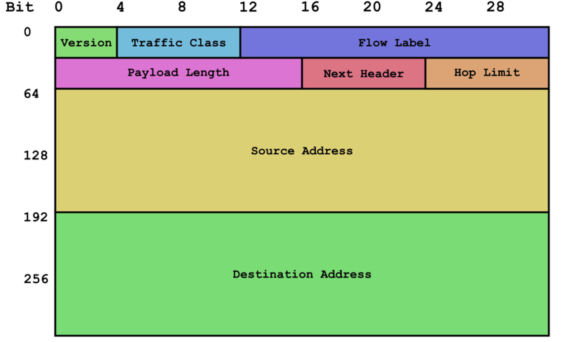 Bit 0 4 8 12 16 20 24 28
0 Version Traffic Class Flow Label
Payload Length Next Header Hop Limit
64
128 Source Address
192
256 Destination Address